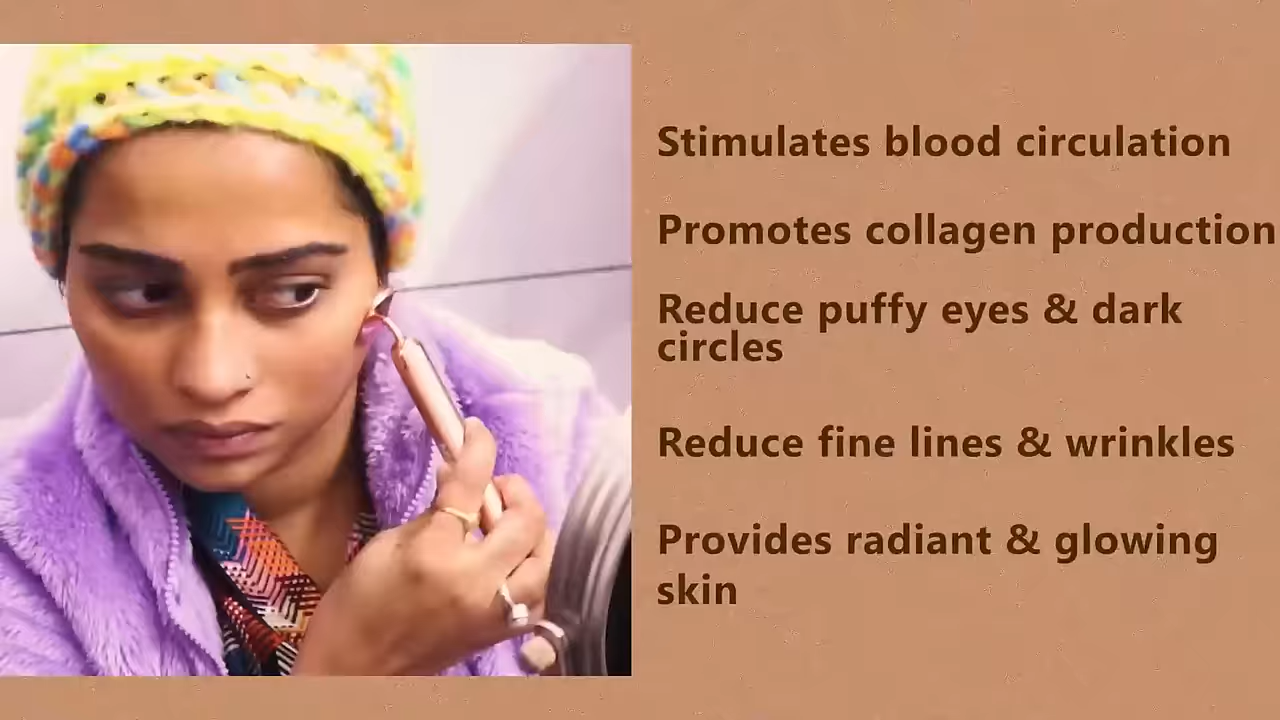 Stimulates blood circulation
Promotes collagen production
Reduce puffy eyes & dark
circles
Reduce fine lines & wrinkles
Provides radiant & glowing
skin